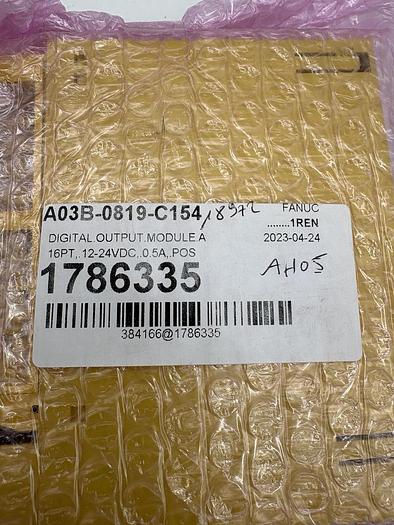 A03B-0819-C154 18972 FANUC
........1REN
DIGITAL.OUTPUT.MODULE.A 2023-04-24
16PT,.12-24VDC,.0.5A,.POS
1786335 AH05
384166@1786335